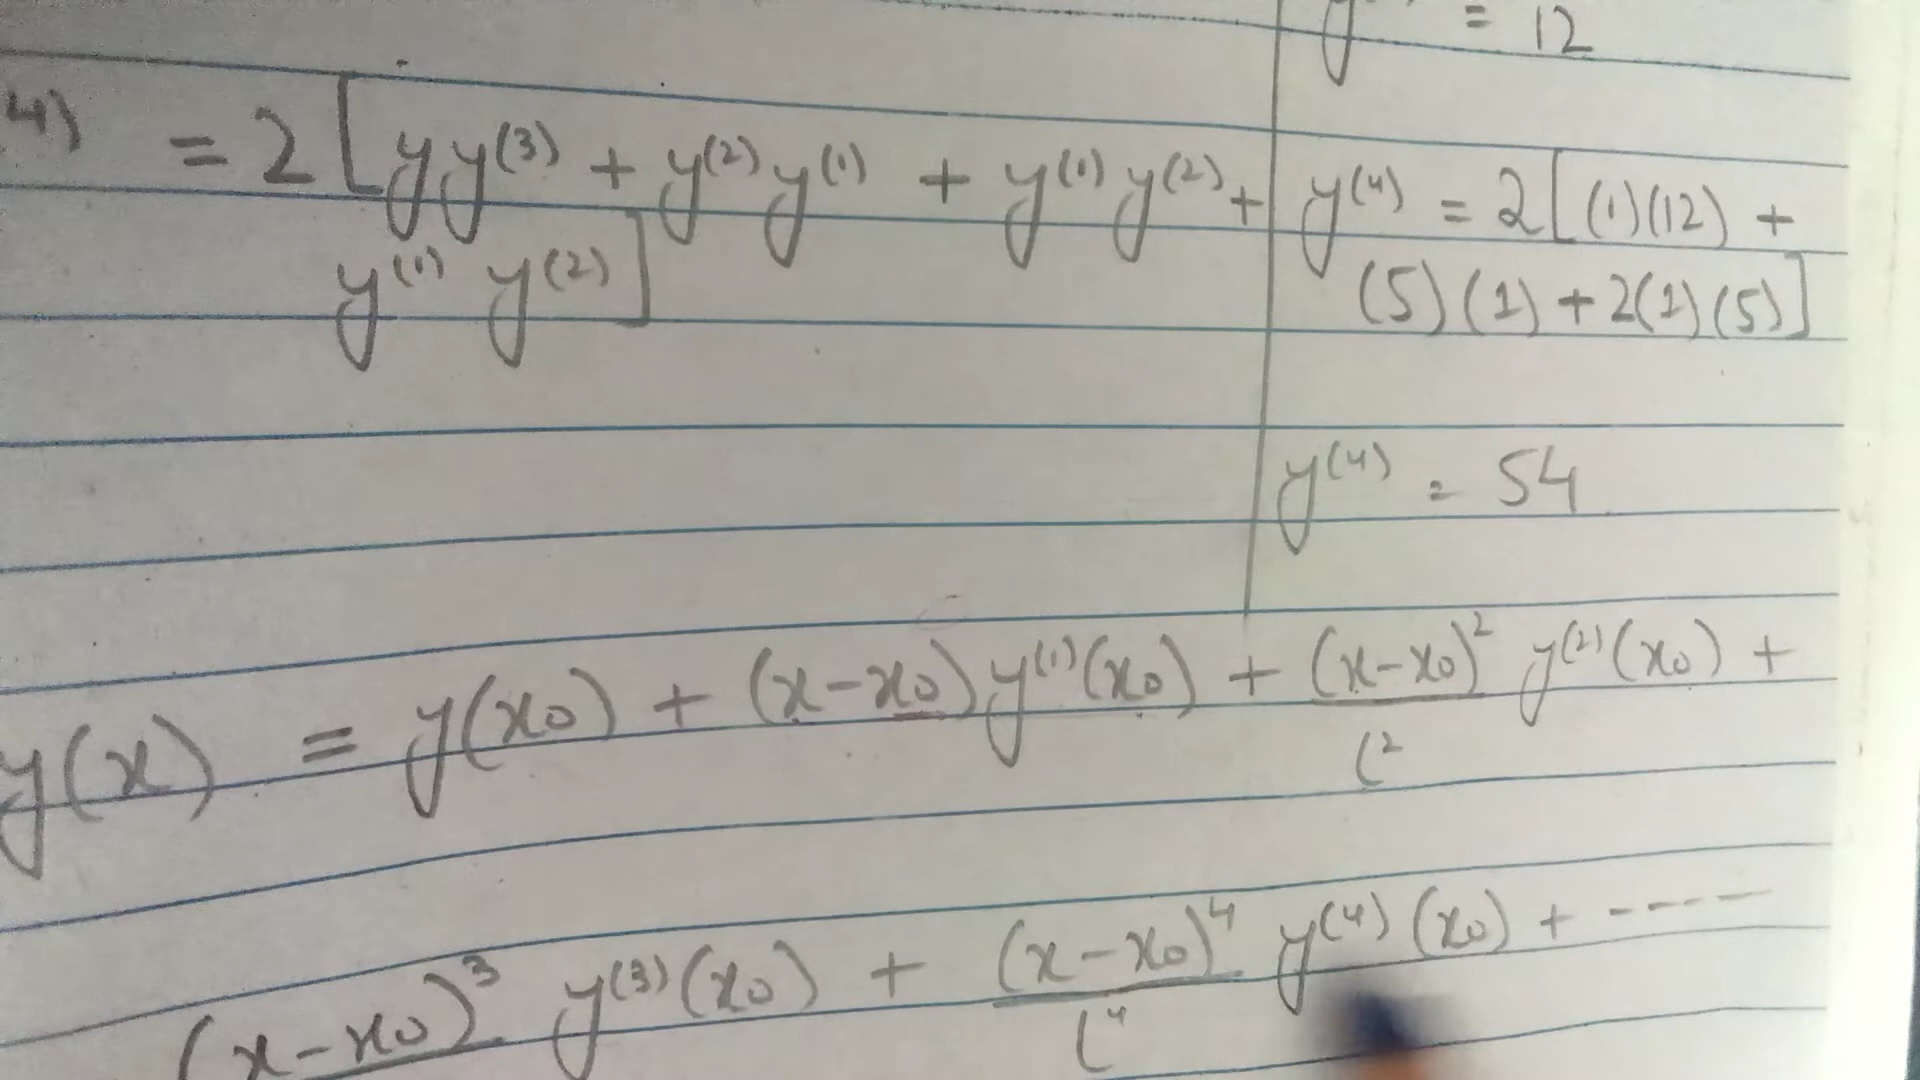 y = 12
4) = 2 [yy(3) + y(2)y(1) + y(1)y(2) +
y(1) y(2)]
y(4) = 2[(1)(12) +
(5)(1) + 2(1)(5)]
y(4) = 54
y(x) = y(x0) + (x-x0)y(1)(x0) + (x-x0)2 y(2)(x0) +
⌊2
(x-x0)3 y(3)(x0) + (x-x0)4 y(4)(x0) + -----
⌊4